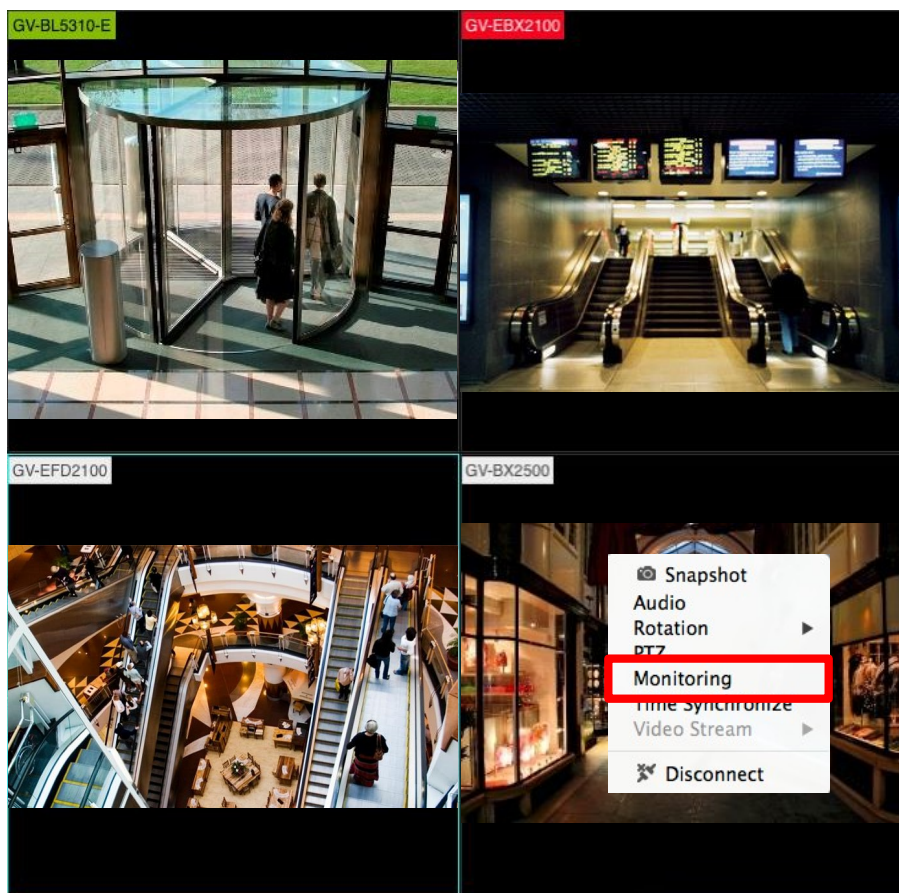 GV-BL5310-E
GV-EBX2100
GV-EFD2100
GV-BX2500
Snapshot
Audio
Rotation
PTZ
Monitoring
Time Synchronize
Video Stream
Disconnect